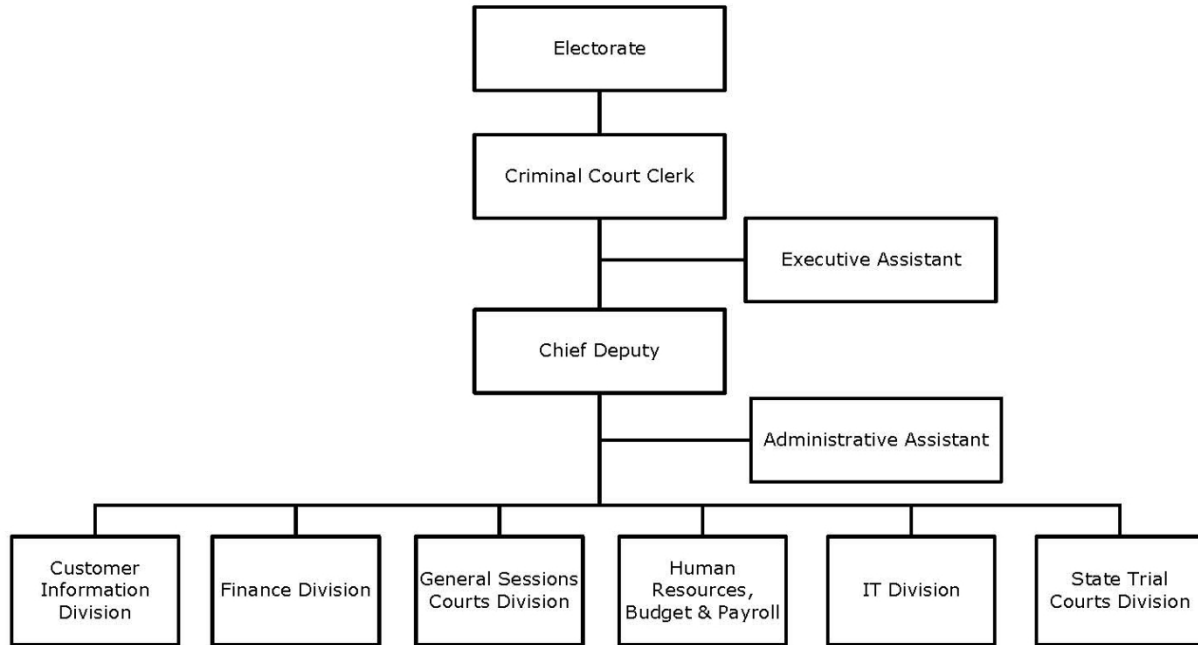 Electorate
Criminal Court Clerk
Executive Assistant
Chief Deputy
Administrative Assistant
Customer
Information
Division
Finance Division
General Sessions
Courts Division
Human
Resources,
Budget & Payroll
IT Division
State Trial
Courts Division